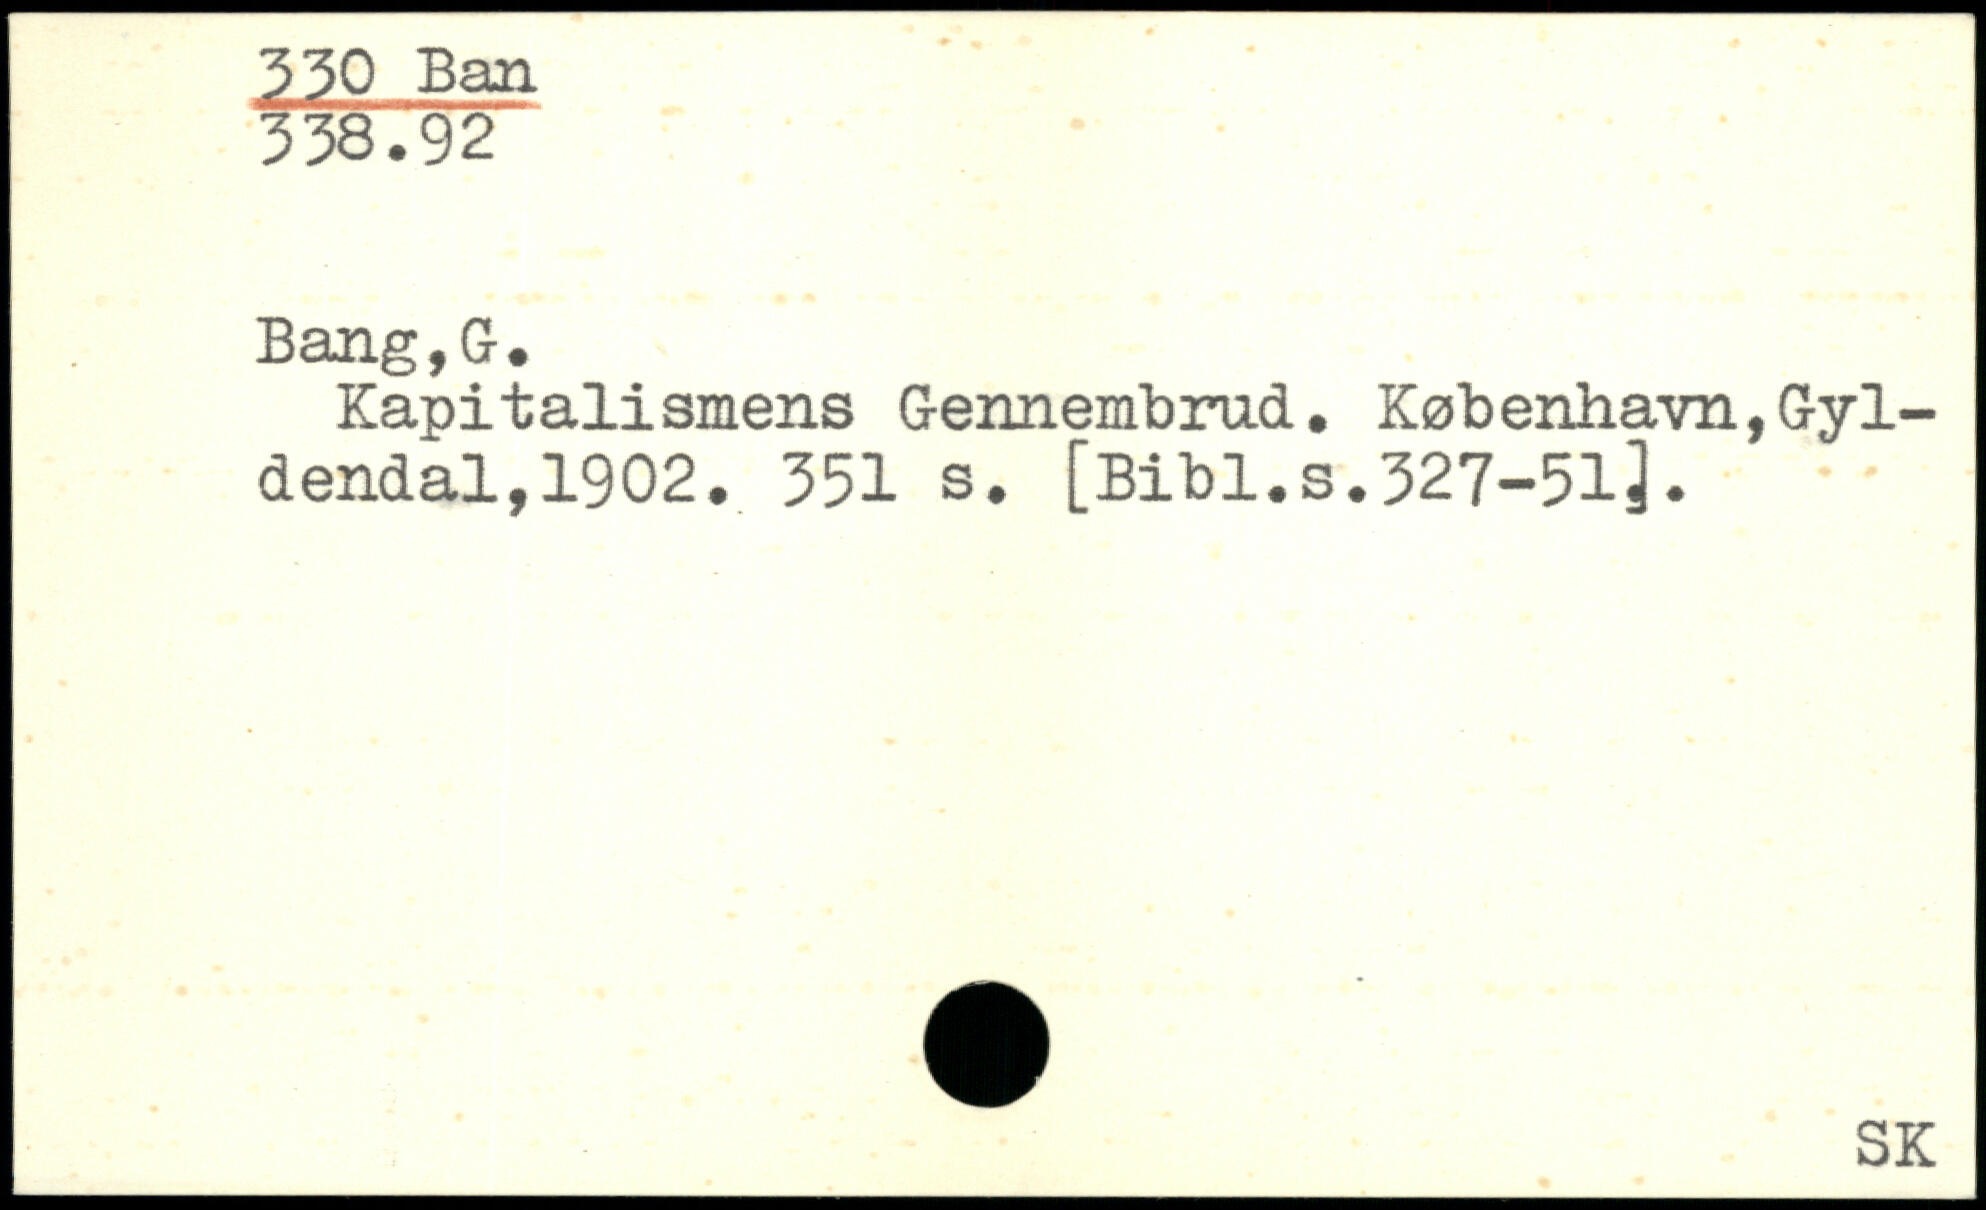 330 Ban
338.92
Bang,G.
Kapitalismens Gennembrud. København,Gyl-
dendal,1902. 351 s. [Bibl.s.327-51].
SK